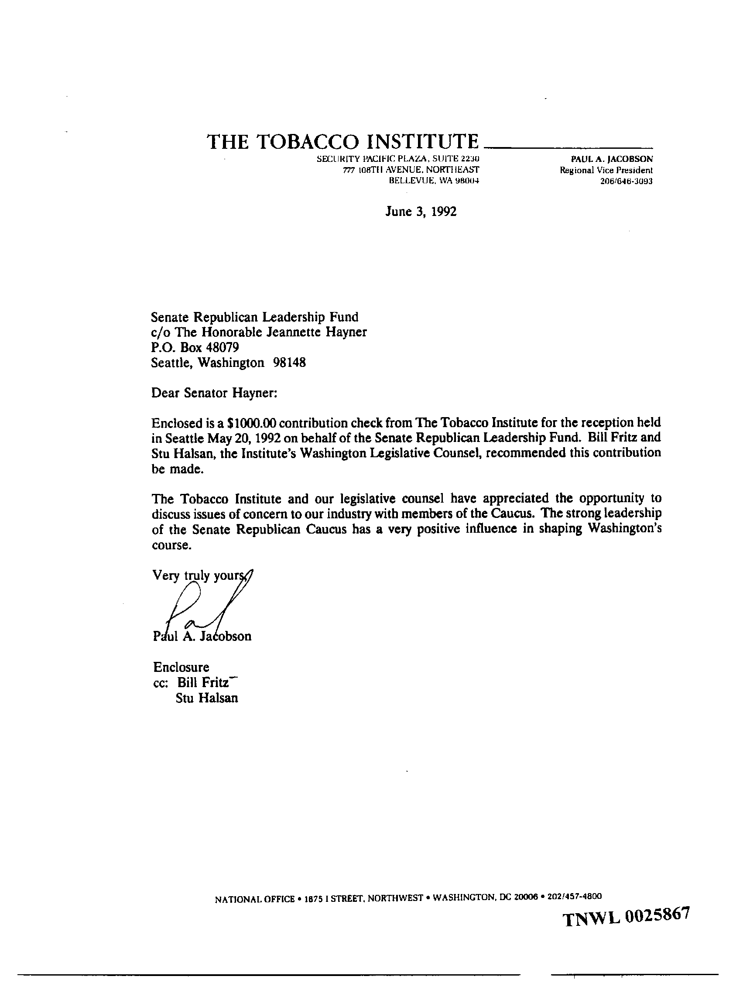 THE TOBACCO INSTITUTE
SECURITY PACIFIC PLAZA, SUITE 2230
777 108TH AVENUE, NORTHEAST
BELLEVUE, WA 98004
PAUL A. JACOBSON
Regional Vice President
206/646-3093
June 3, 1992
Senate Republican Leadership Fund
c/o The Honorable Jeannette Hayner
P.O. Box 48079
Seattle, Washington 98148
Dear Senator Hayner:
Enclosed is a $1000.00 contribution check from The Tobacco Institute for the reception held
in Seattle May 20, 1992 on behalf of the Senate Republican Leadership Fund. Bill Fritz and
Stu Halsan, the Institute's Washington Legislative Counsel, recommended this contribution
be made.
The Tobacco Institute and our legislative counsel have appreciated the opportunity to
discuss issues of concern to our industry with members of the Caucus. The strong leadership
of the Senate Republican Caucus has a very positive influence in shaping Washington's
course.
Very truly yours,
Paul
Paul A. Jacobson
Enclosure
cc: Bill Fritz
Stu Halsan
NATIONAL OFFICE • 1875 I STREET, NORTHWEST • WASHINGTON, DC 20006 • 202/457-4800
TNWL 0025867